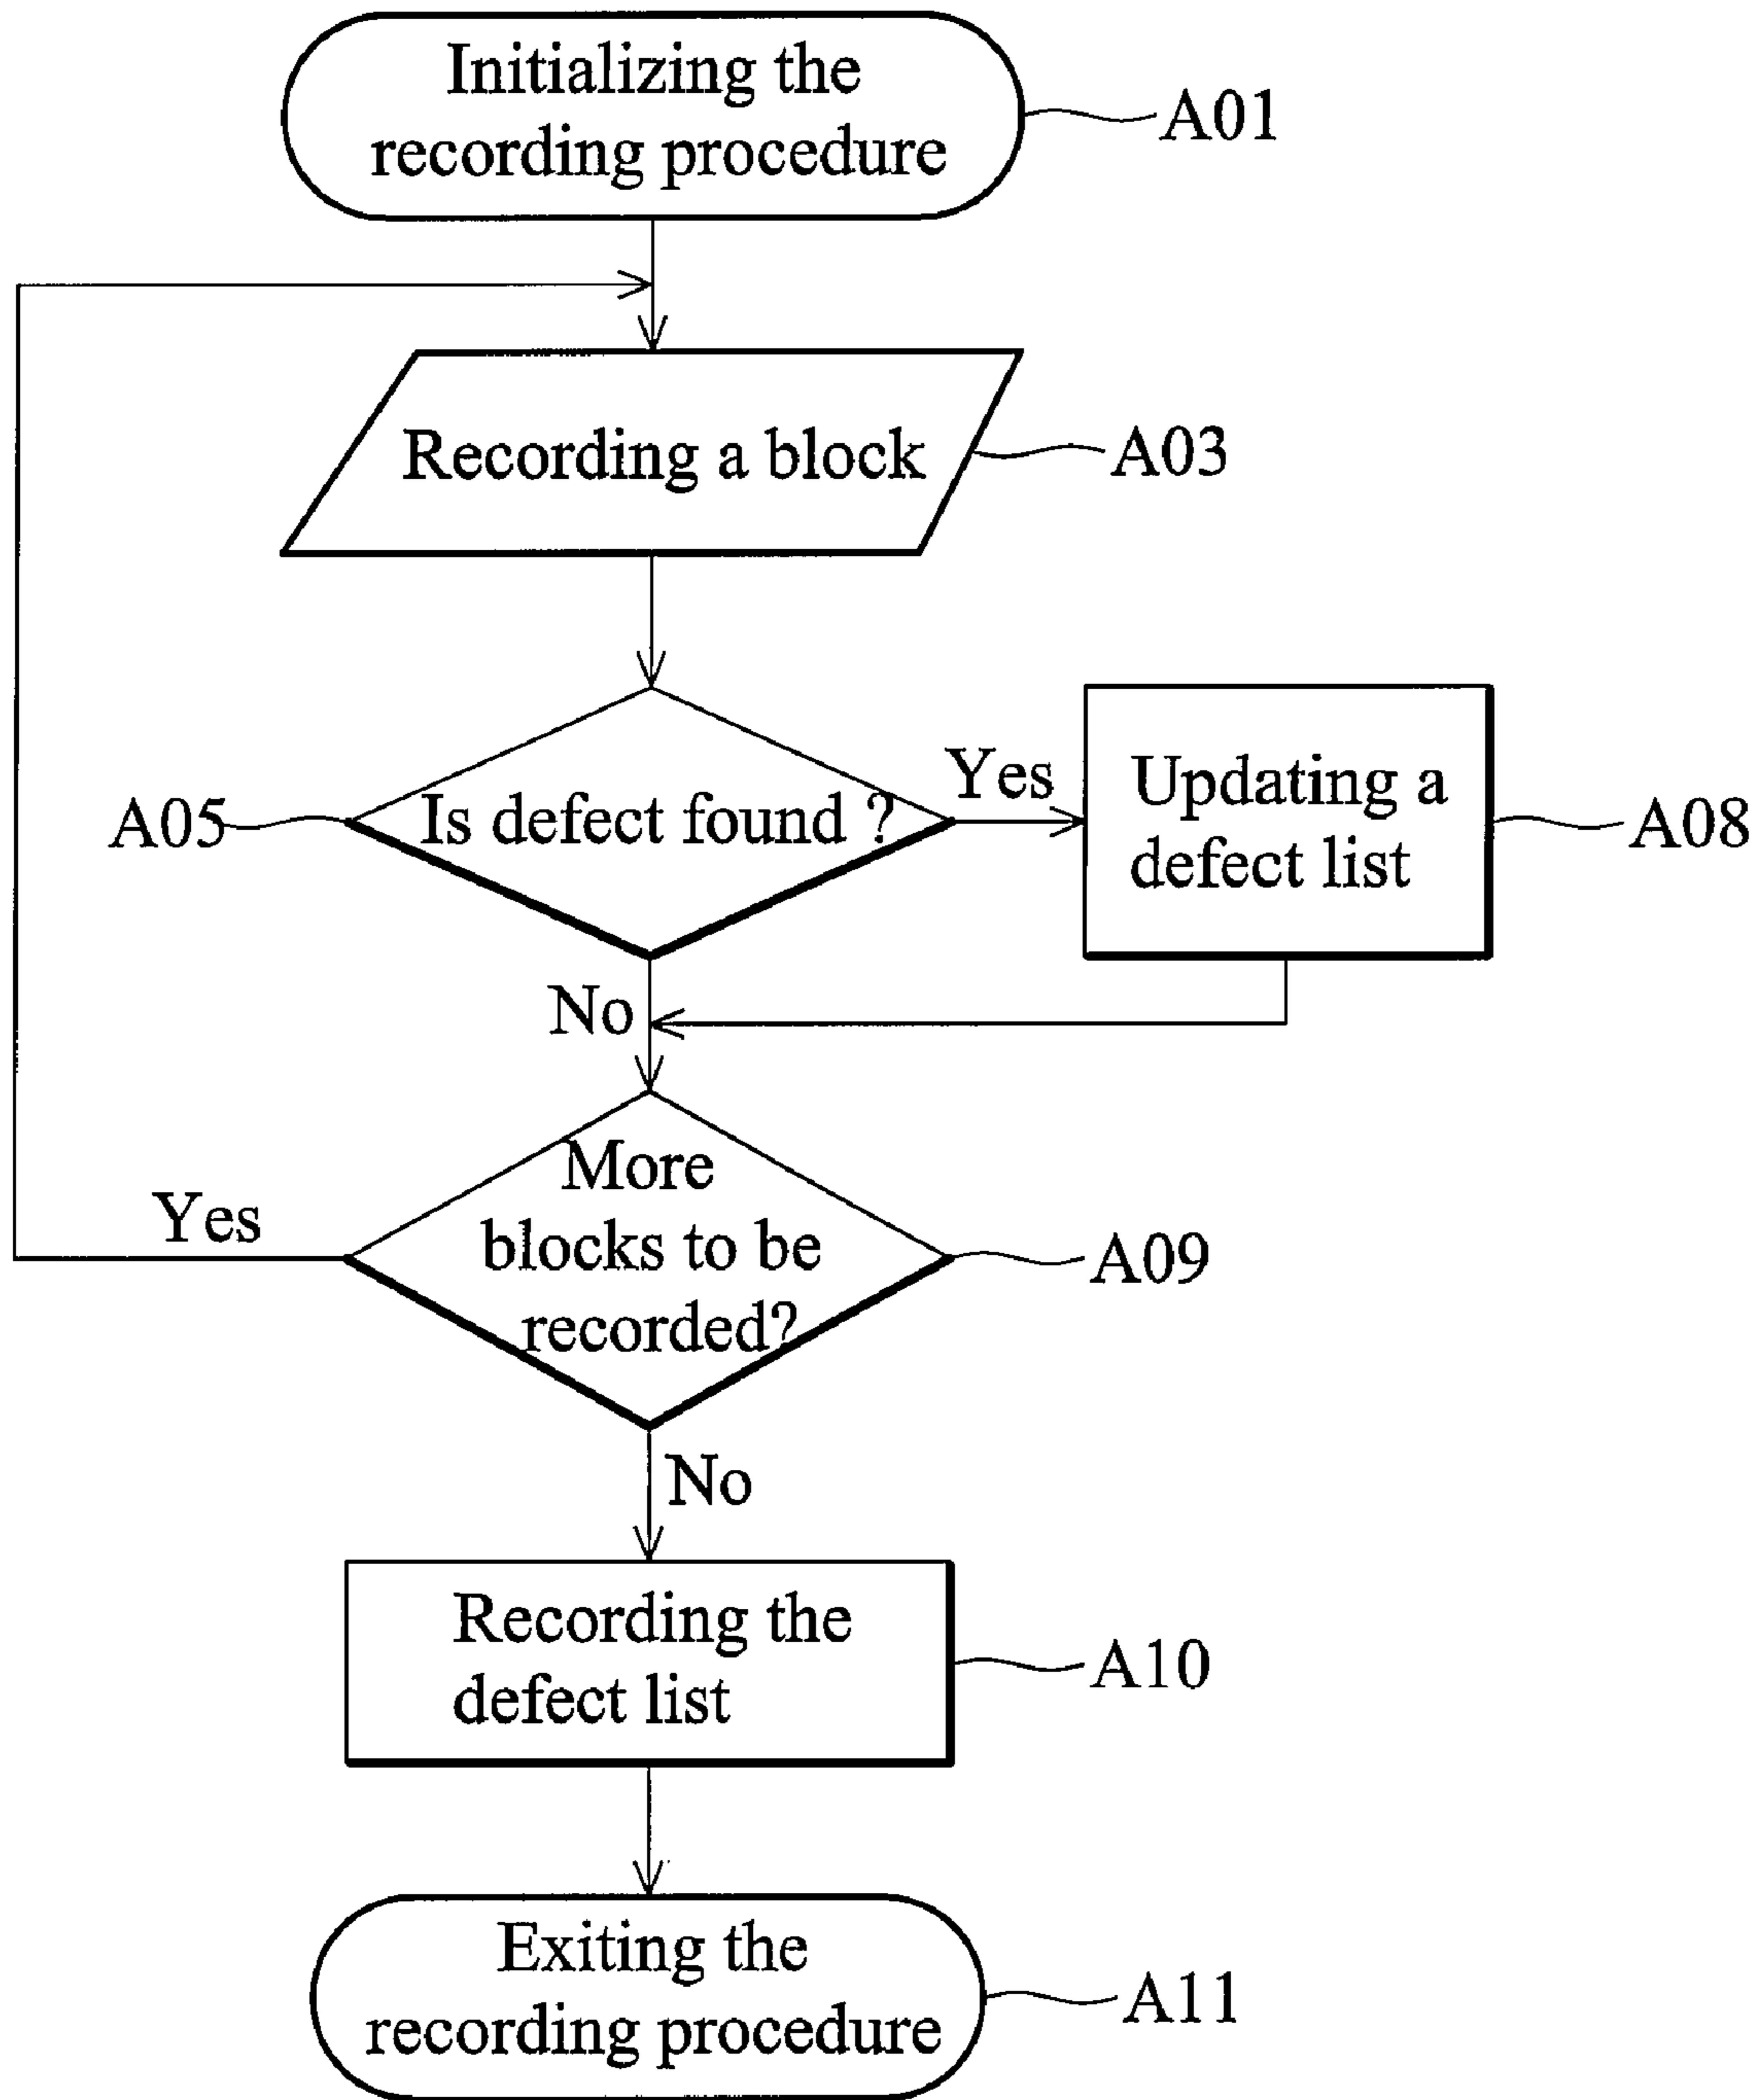 Initializing the
recording procedure
A01
Recording a block
A03
A05
Is defect found ?
Yes
Updating a
defect list
A08
No
More
blocks to be
recorded?
Yes
A09
No
Recording the
defect list
A10
Exiting the
recording procedure
A11